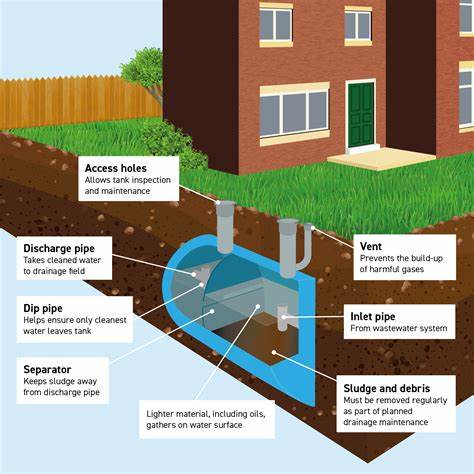 Access holes
Allows tank inspection
and maintenance
Discharge pipe
Takes cleaned water
to drainage field
Vent
Prevents the build-up
of harmful gases
Dip pipe
Helps ensure only cleanest
water leaves tank
Inlet pipe
From wastewater system
Separator
Keeps sludge away
from discharge pipe
Sludge and debris
Must be removed regularly
as part of planned
drainage maintenance
Lighter material, including oils,
gathers on water surface